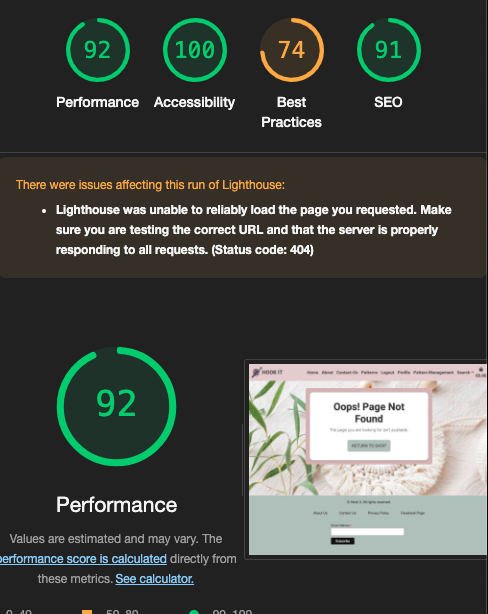 92 100 74 91
Performance Accessibility Best Practices SEO
There were issues affecting this run of Lighthouse:
• Lighthouse was unable to reliably load the page you requested. Make
sure you are testing the correct URL and that the server is properly
responding to all requests. (Status code: 404)
92
HOOK IT Home About Contact Us Patterns Logout Profile Pattern Management Search
Oops! Page Not
Found
The page you are looking for isn't available.
RETURN TO SHOP
© Hook It. All rights reserved.
About Us Contact Us Privacy Policy Facebook Page
Email Address
Subscribe
Performance
Values are estimated and may vary. The
performance score is calculated directly from
these metrics. See calculator.
0–49 50–89 90–100